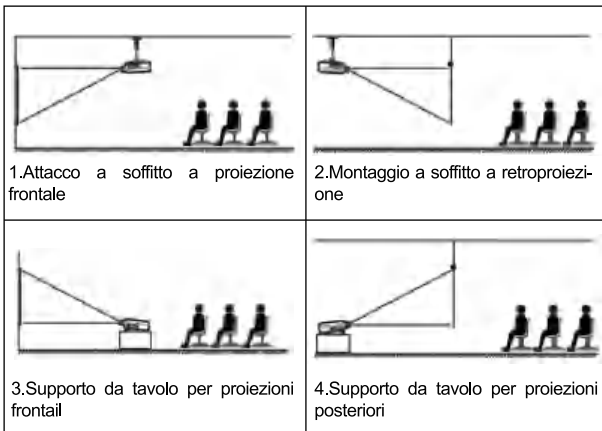 1.Attacco a soffitto a proiezione
frontale
2.Montaggio a soffitto a retroproiezi-
one
3.Supporto da tavolo per proiezioni
frontail
4.Supporto da tavolo per proiezioni
posteriori